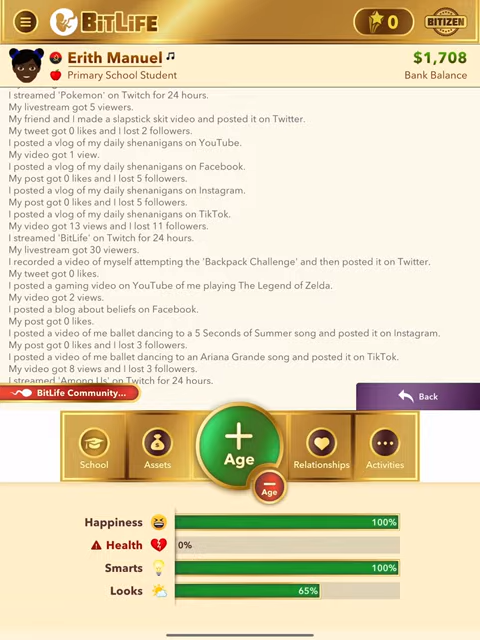 BitLife
0
BITIZEN
Erith Manuel
$1,708
Primary School Student
Bank Balance
I streamed 'Pokemon' on Twitch for 24 hours.
My livestream got 5 viewers.
My friend and I made a slapstick skit video and posted it on Twitter.
My tweet got 0 likes and I lost 2 followers.
I posted a vlog of my daily shenanigans on YouTube.
My video got 1 view.
I posted a vlog of my daily shenanigans on Facebook.
My post got 0 likes and I lost 5 followers.
I posted a vlog of my daily shenanigans on Instagram.
My post got 0 likes and I lost 5 followers.
I posted a vlog of my daily shenanigans on TikTok.
My video got 13 views and I lost 11 followers.
I streamed 'BitLife' on Twitch for 24 hours.
My livestream got 30 viewers.
I recorded a video of myself attempting the 'Backpack Challenge' and then posted it on Twitter.
My tweet got 0 likes.
I posted a gaming video on YouTube of me playing The Legend of Zelda.
My video got 2 views.
I posted a blog about beliefs on Facebook.
My post got 0 likes.
I posted a video of me ballet dancing to a 5 Seconds of Summer song and posted it on Instagram.
My post got 0 likes and I lost 3 followers.
I posted a video of me ballet dancing to an Ariana Grande song and posted it on TikTok.
My video got 8 views and I lost 3 followers.
I streamed 'Among Us' on Twitch for 24 hours.
BitLife Community...
Back
School
Assets
Age
Age
Relationships
Activities
Happiness
100%
Health
0%
Smarts
100%
Looks
65%